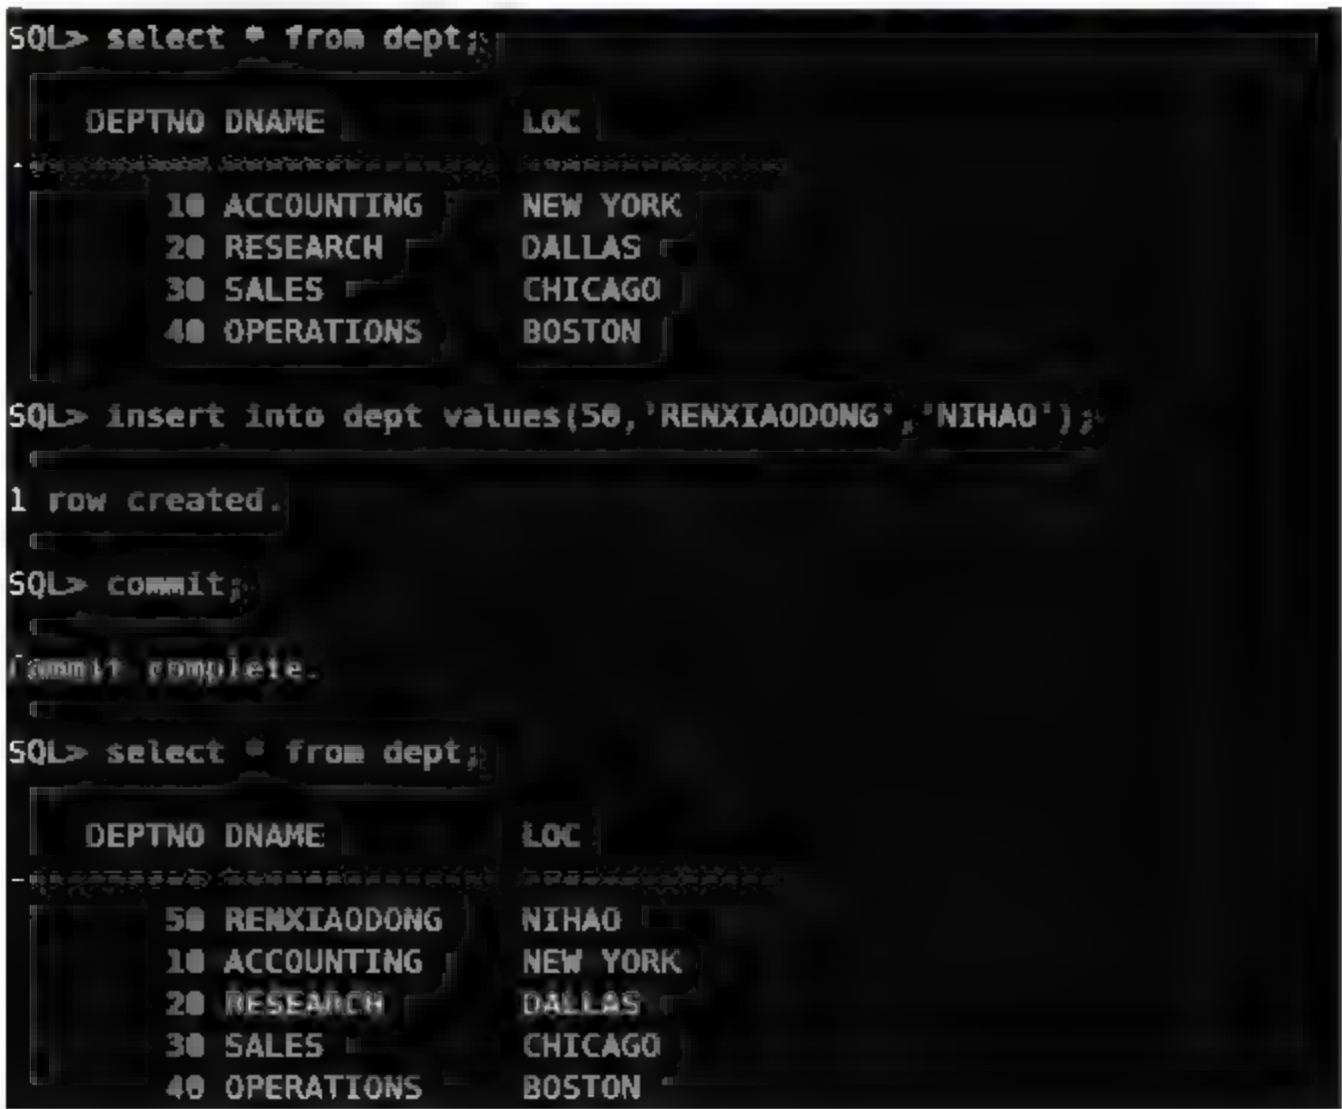 SQL> select * from dept;
DEPTNO DNAME LOC
10 ACCOUNTING NEW YORK
20 RESEARCH DALLAS
30 SALES CHICAGO
40 OPERATIONS BOSTON
SQL> insert into dept values(50,'RENXIAODONG','NIHAO');
1 row created.
SQL> commit;
Commit complete.
SQL> select * from dept;
DEPTNO DNAME LOC
50 RENXIAODONG NIHAO
10 ACCOUNTING NEW YORK
20 RESEARCH DALLAS
30 SALES CHICAGO
40 OPERATIONS BOSTON